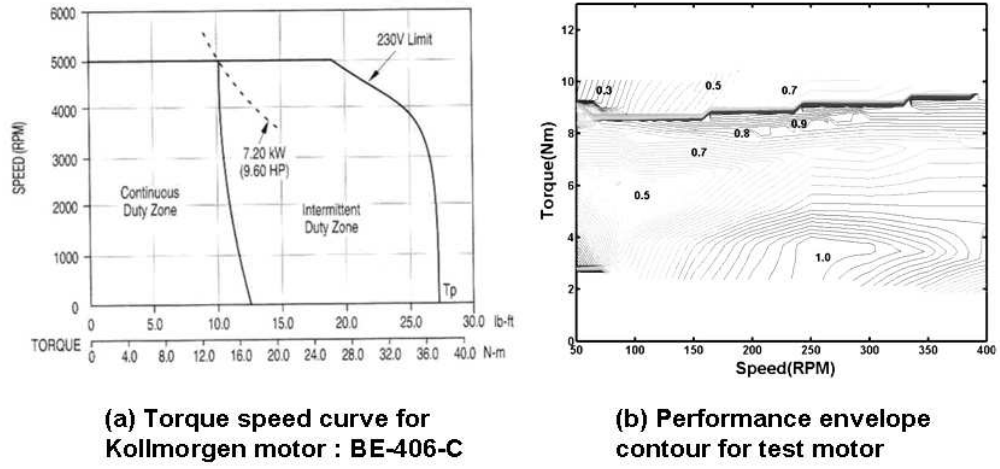 6000
5000
4000
3000
2000
1000
0
SPEED (RPM)
230V Limit
7.20 kW
(9.60 HP)
Continuous
Duty Zone
Intermittent
Duty Zone
Tp
0 5.0 10.0 15.0 20.0 25.0 30.0 lb-ft
TORQUE
0 4.0 8.0 12.0 16.0 20.0 24.0 28.0 32.0 36.0 40.0 N-m
(a) Torque speed curve for
Kollmorgen motor : BE-406-C
12
10
8
6
4
2
0
Torque(Nm)
0.3
0.5
0.7
0.9
0.8
0.7
0.5
1.0
50 100 150 200 250 300 350 400
Speed(RPM)
(b) Performance envelope
contour for test motor